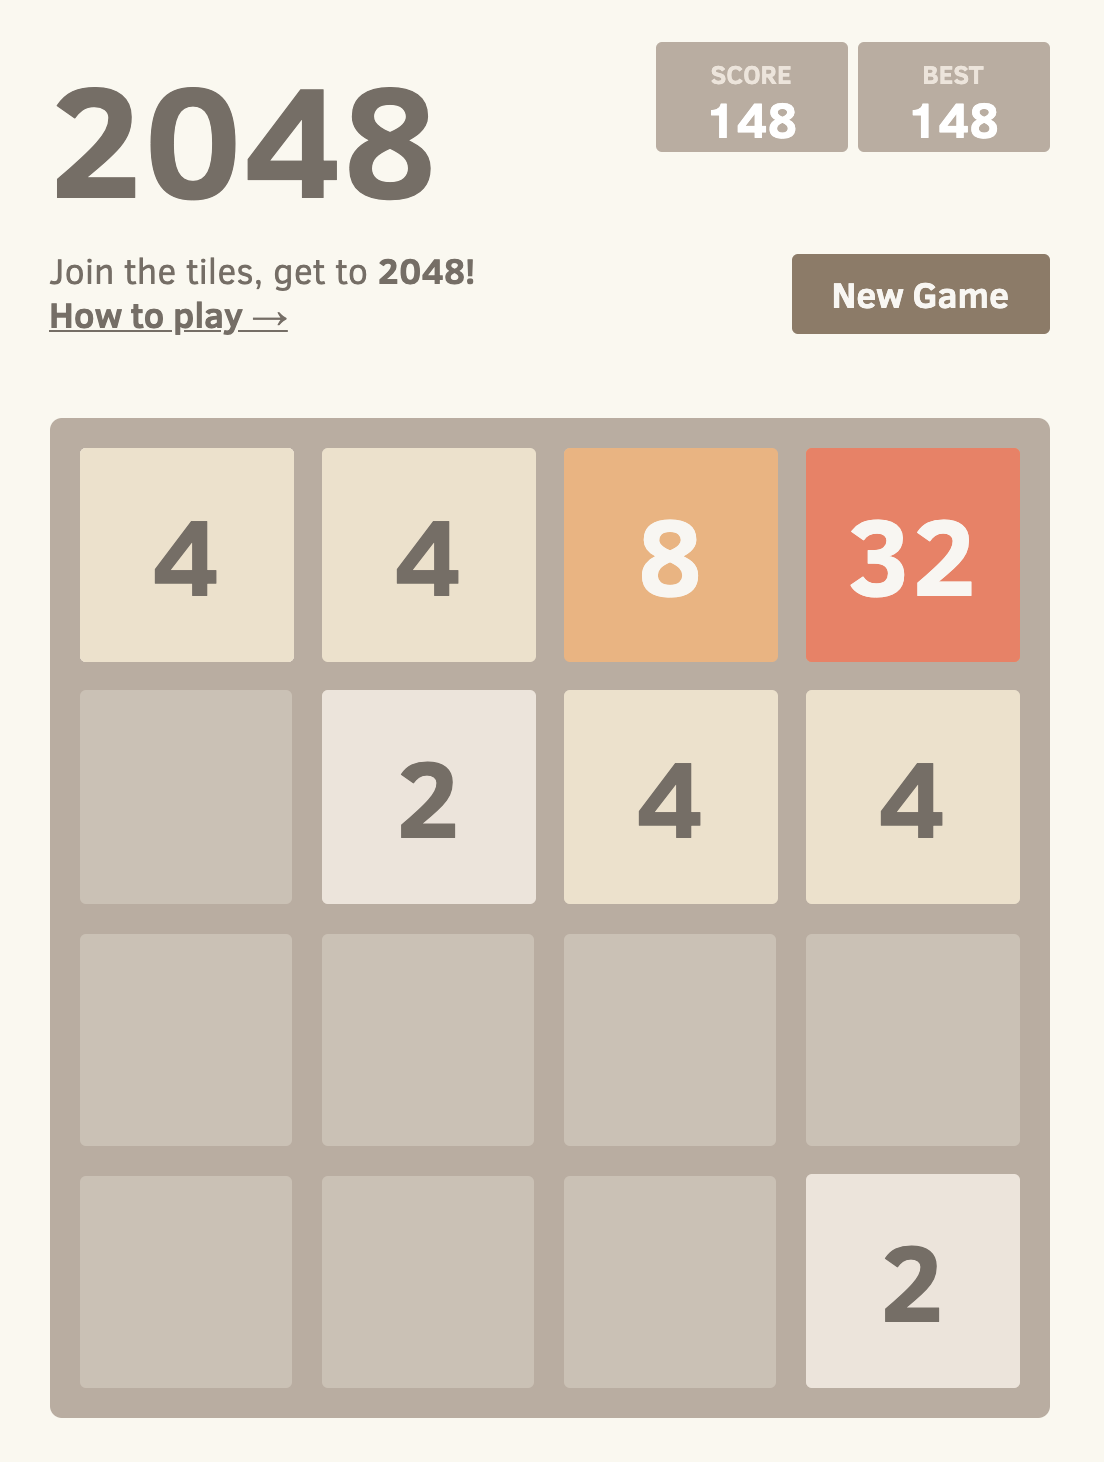 2048
SCORE
148
BEST
148
Join the tiles, get to 2048!
How to play →
New Game
4 4 8 32
2 4 4
2